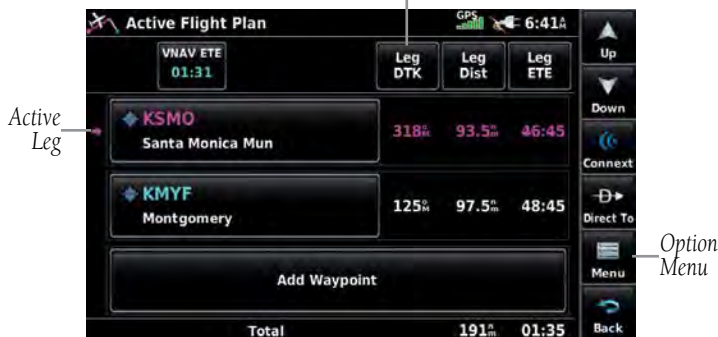 Active Flight Plan GPS 6:41
VNAV ETE
01:31
Leg DTK
Leg Dist
Leg ETE
Up
Down
Connext
Direct To
Menu
Back
Active Leg
KSMO
Santa Monica Mun
318°M 93.5nm 46:45
KMYF
Montgomery
125°M 97.5nm 48:45
Add Waypoint
Total 191nm 01:35
Option Menu